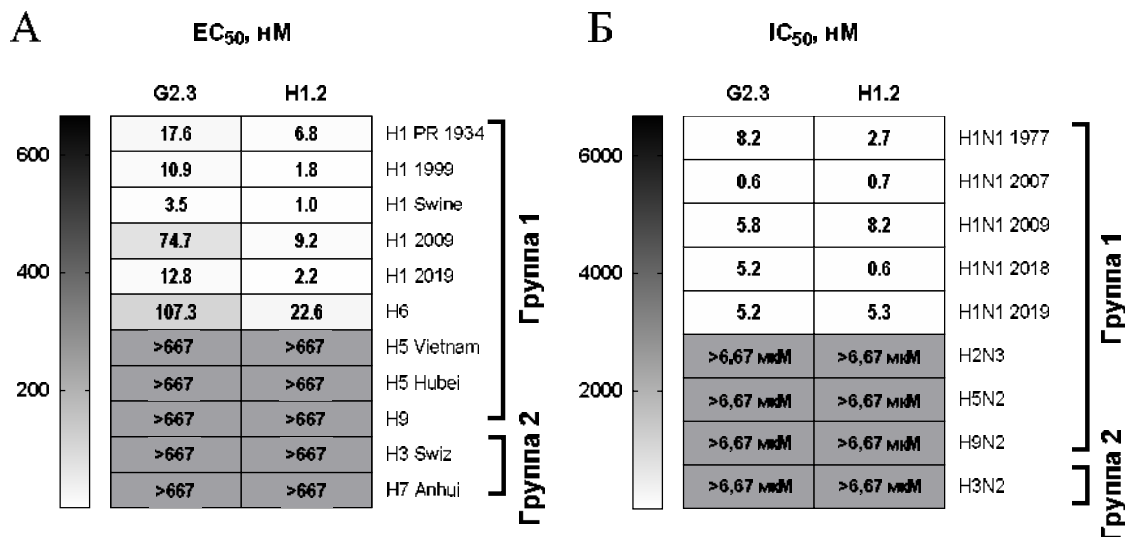 А
EC50, нМ
G2.3 H1.2
600
400
200
17.6 6.8 H1 PR 1934
10.9 1.8 H1 1999
3.5 1.0 H1 Swine
74.7 9.2 H1 2009
12.8 2.2 H1 2019
107.3 22.6 H6
>667 >667 H5 Vietnam
>667 >667 H5 Hubei
>667 >667 H9
>667 >667 H3 Swiz
>667 >667 H7 Anhui
Группа 1
Группа 2
Б
IC50, нМ
G2.3 H1.2
6000
4000
2000
8.2 2.7 H1N1 1977
0.6 0.7 H1N1 2007
5.8 8.2 H1N1 2009
5.2 0.6 H1N1 2018
5.2 5.3 H1N1 2019
>6,67 мкМ >6,67 мкМ H2N3
>6,67 мкМ >6,67 мкМ H5N2
>6,67 мкМ >6,67 мкМ H9N2
>6,67 мкМ >6,67 мкМ H3N2
Группа 1
Группа 2